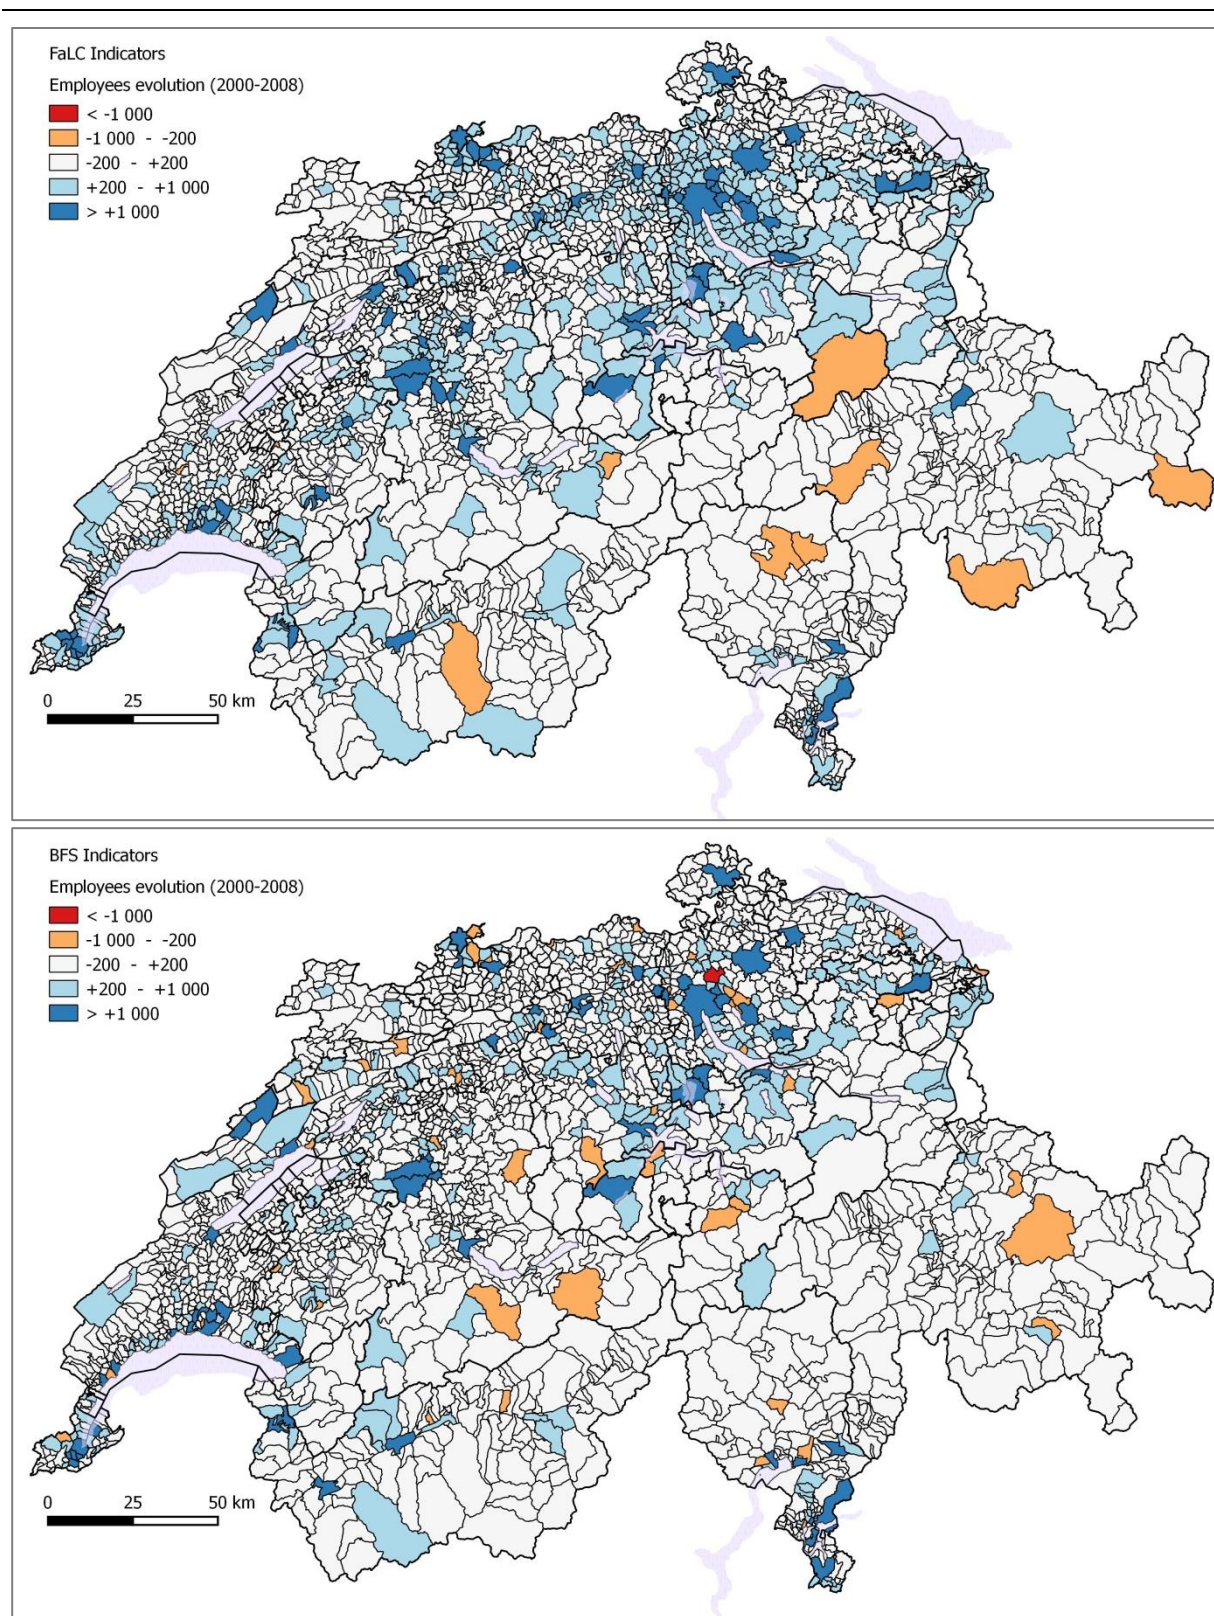 FaLC Indicators
Employees evolution (2000-2008)
< -1 000
-1 000 - -200
-200 - +200
+200 - +1 000
> +1 000
0 25 50 km
BFS Indicators
Employees evolution (2000-2008)
< -1 000
-1 000 - -200
-200 - +200
+200 - +1 000
> +1 000
0 25 50 km